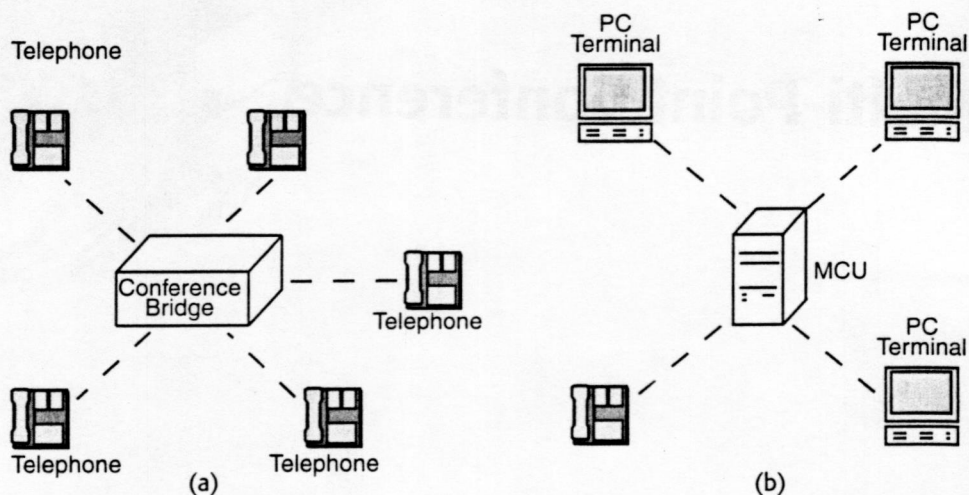 Telephone
Conference
Bridge
Telephone
Telephone
Telephone
(a)
PC
Terminal
PC
Terminal
MCU
PC
Terminal
(b)